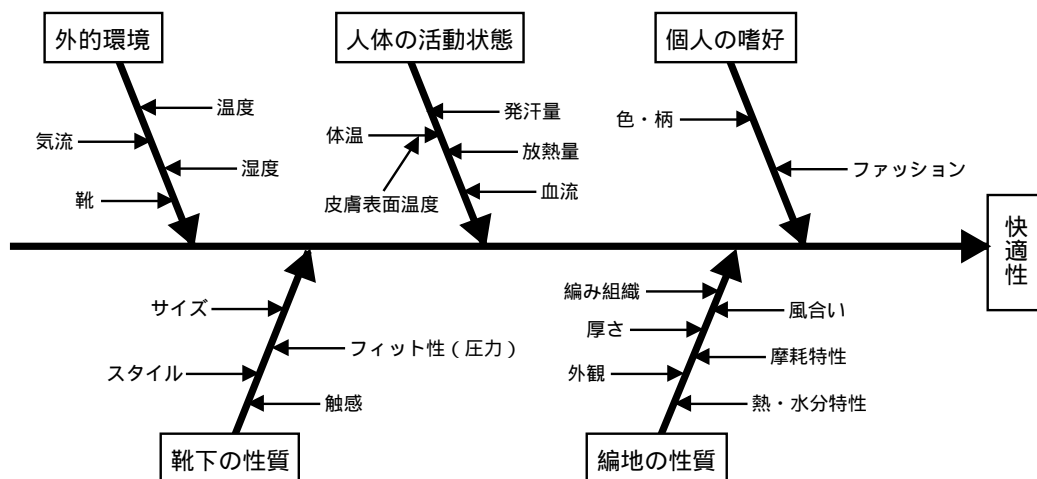 外的環境
人体の活動状態
個人の嗜好
温度
気流
湿度
靴
発汗量
体温
放熱量
血流
皮膚表面温度
色・柄
ファッション
快適性
サイズ
フィット性(圧力)
スタイル
触感
編み組織
風合い
厚さ
摩耗特性
外観
熱・水分特性
靴下の性質
編地の性質